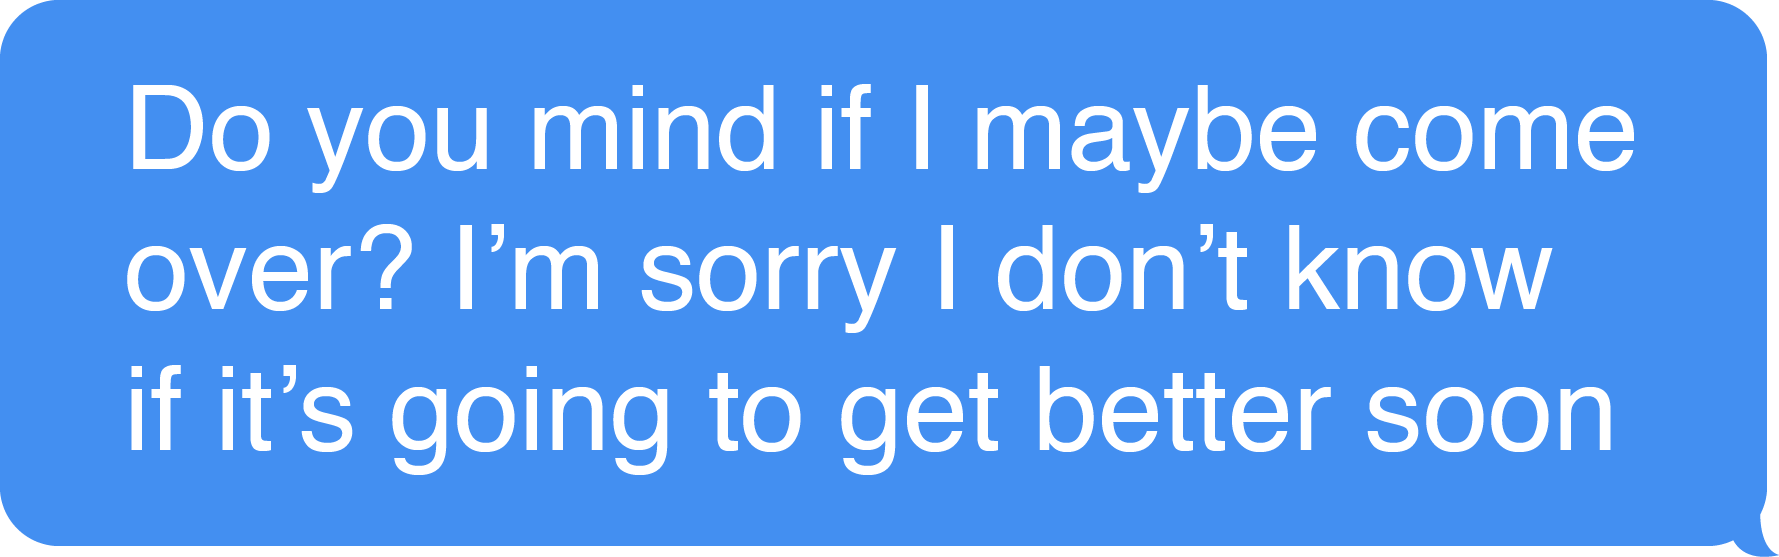 Do you mind if I maybe come
over? I’m sorry I don’t know
if it’s going to get better soon